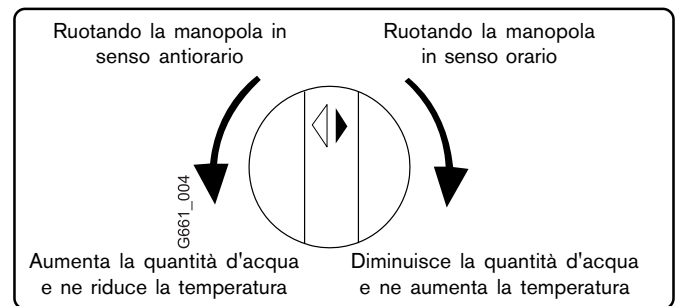 Ruotando la manopola in
senso antiorario
Ruotando la manopola
in senso orario
G661_004
Aumenta la quantità d'acqua
e ne riduce la temperatura
Diminuisce la quantità d'acqua
e ne aumenta la temperatura